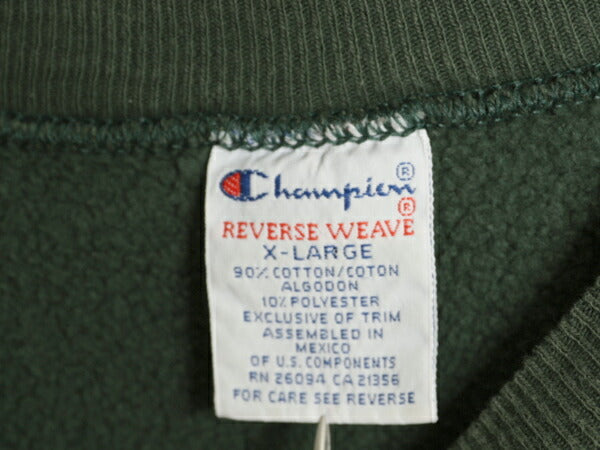 Champion®
REVERSE WEAVE®
X-LARGE
90% COTTON/COTON
ALGODON
10% POLYESTER
EXCLUSIVE OF TRIM
ASSEMBLED IN
MEXICO
OF U.S. COMPONENTS
RN 26094 CA 21356
FOR CARE SEE REVERSE